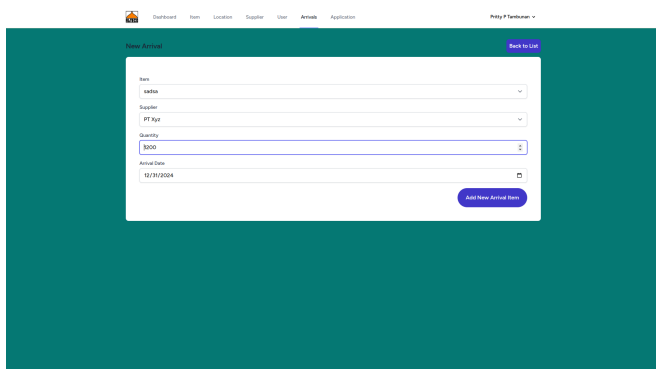 Dashboard Item Location Supplier User Arrivals Application Pritty P Tambunan
New Arrival Back to List
Item
sadsa
Supplier
PT Xyz
Quantity
Arrival Date
12/31/2024
Add New Arrival Item